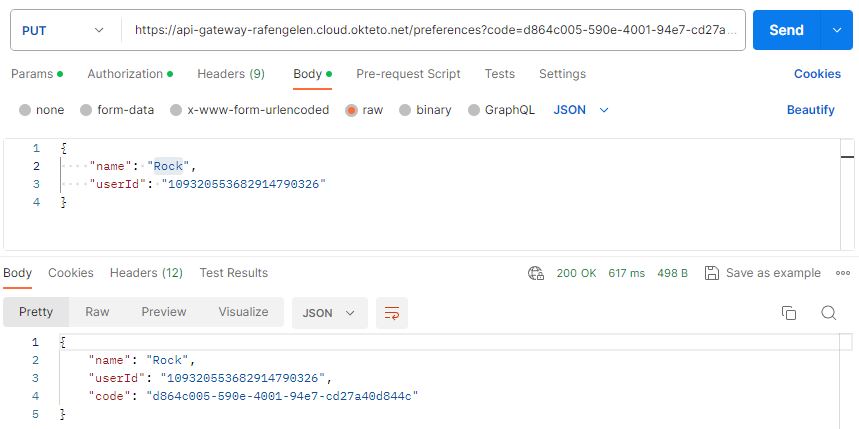 PUT https://api-gateway-rafengelen.cloud.okteto.net/preferences?code=d864c005-590e-4001-94e7-cd27a... Send
Params Authorization Headers (9) Body Pre-request Script Tests Settings Cookies
none form-data x-www-form-urlencoded raw binary GraphQL JSON Beautify
1 {
2 "name": "Rock",
3 "userId": "109320553682914790326"
4 }
Body Cookies Headers (12) Test Results 200 OK 617 ms 498 B Save as example
Pretty Raw Preview Visualize JSON
1 {
2 "name": "Rock",
3 "userId": "109320553682914790326",
4 "code": "d864c005-590e-4001-94e7-cd27a40d844c"
5 }